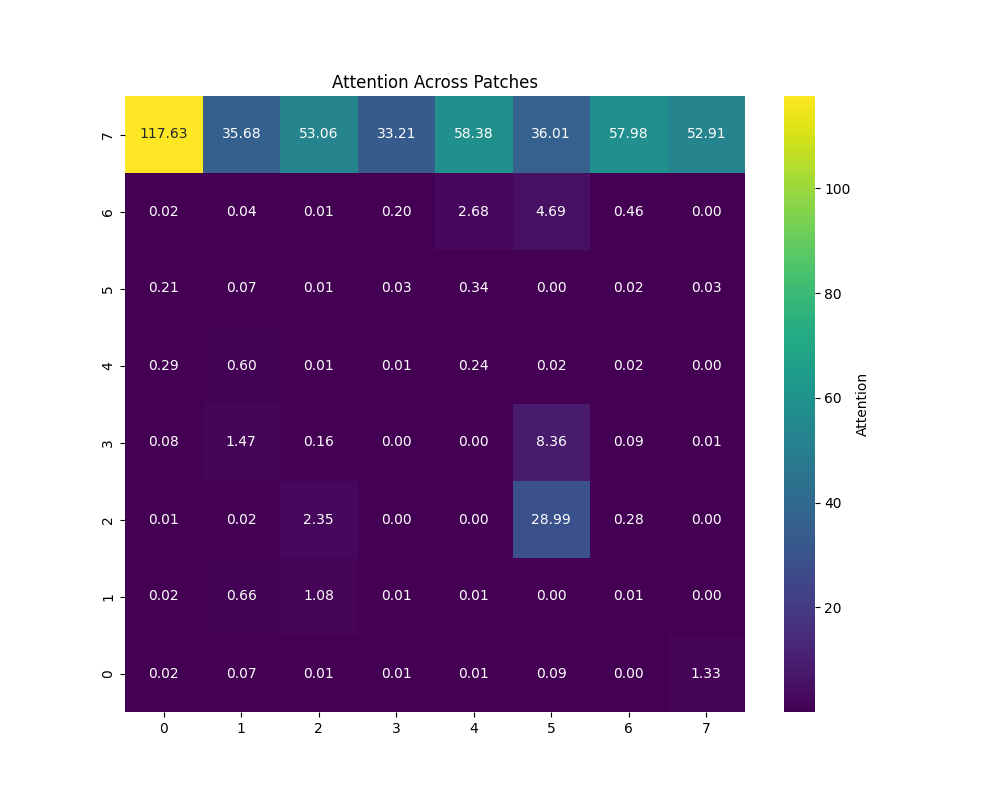 Attention Across Patches
7 117.63 35.68 53.06 33.21 58.38 36.01 57.98 52.91
6 0.02 0.04 0.01 0.20 2.68 4.69 0.46 0.00
5 0.21 0.07 0.01 0.03 0.34 0.00 0.02 0.03
4 0.29 0.60 0.01 0.01 0.24 0.02 0.02 0.00
3 0.08 1.47 0.16 0.00 0.00 8.36 0.09 0.01
2 0.01 0.02 2.35 0.00 0.00 28.99 0.28 0.00
1 0.02 0.66 1.08 0.01 0.01 0.00 0.01 0.00
0 0.02 0.07 0.01 0.01 0.01 0.09 0.00 1.33
0 1 2 3 4 5 6 7
100
80
60
40
20
Attention